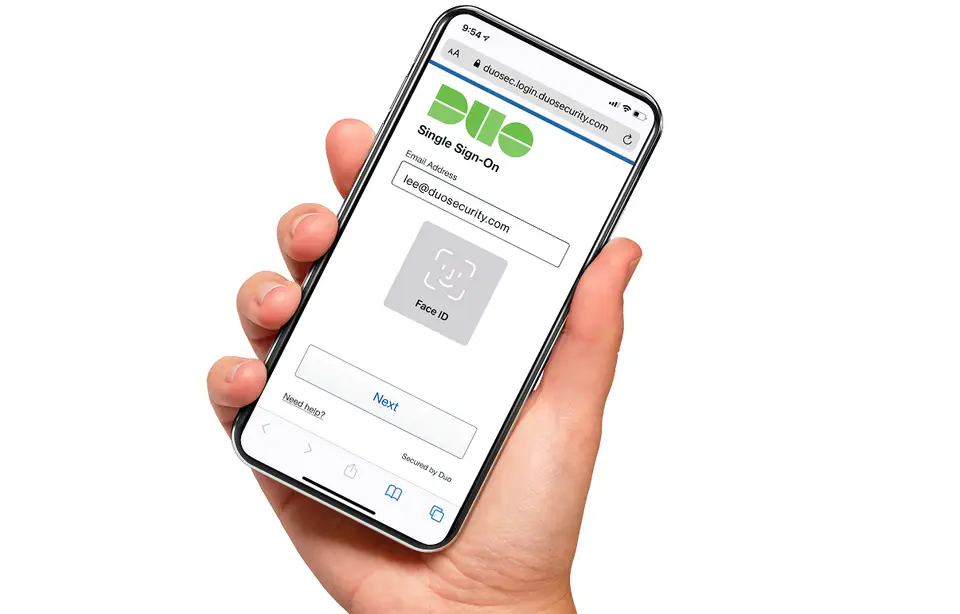 9:54
AA
duosec.login.duosecurity.com
DUO
Single Sign-On
Email Address
lee@duosecurity.com
Face ID
Next
Need help?
Secured by Duo